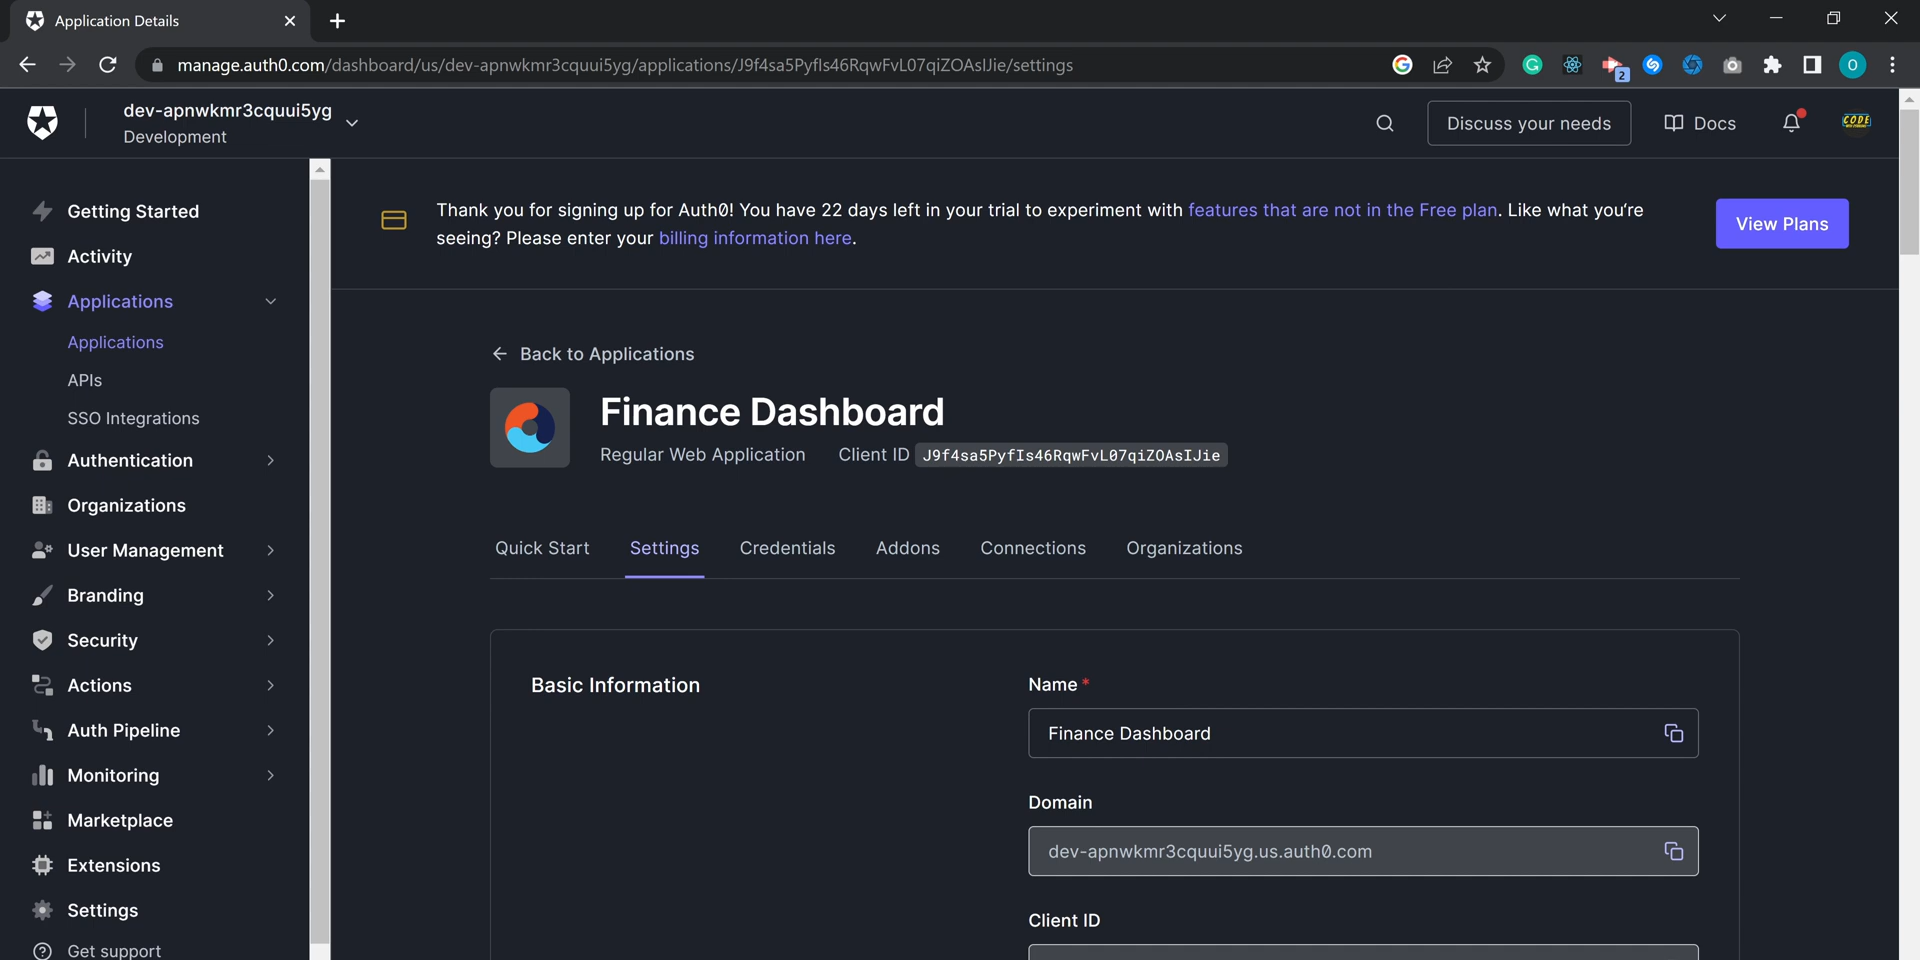 Application Details
manage.auth0.com/dashboard/us/dev-apnwkmr3cquui5yg/applications/J9f4sa5PyfIs46RqwFvL07qiZOAsIJie/settings
2
O
dev-apnwkmr3cquui5yg
Development
Discuss your needs
Docs
CODE
Getting Started
Activity
Applications
Applications
APIs
SSO Integrations
Authentication
Organizations
User Management
Branding
Security
Actions
Auth Pipeline
Monitoring
Marketplace
Extensions
Settings
Get support
Thank you for signing up for Auth0! You have 22 days left in your trial to experiment with features that are not in the Free plan. Like what you're
seeing? Please enter your billing information here.
View Plans
Back to Applications
Finance Dashboard
Regular Web Application Client ID J9f4sa5PyfIs46RqwFvL07qiZOAsIJie
Quick Start Settings Credentials Addons Connections Organizations
Basic Information
Name *
Finance Dashboard
Domain
dev-apnwkmr3cquui5yg.us.auth0.com
Client ID